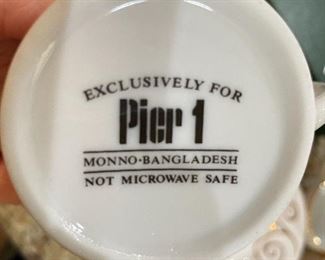 EXCLUSIVELY FOR
Pier 1
MONNO·BANGLADESH
NOT MICROWAVE SAFE